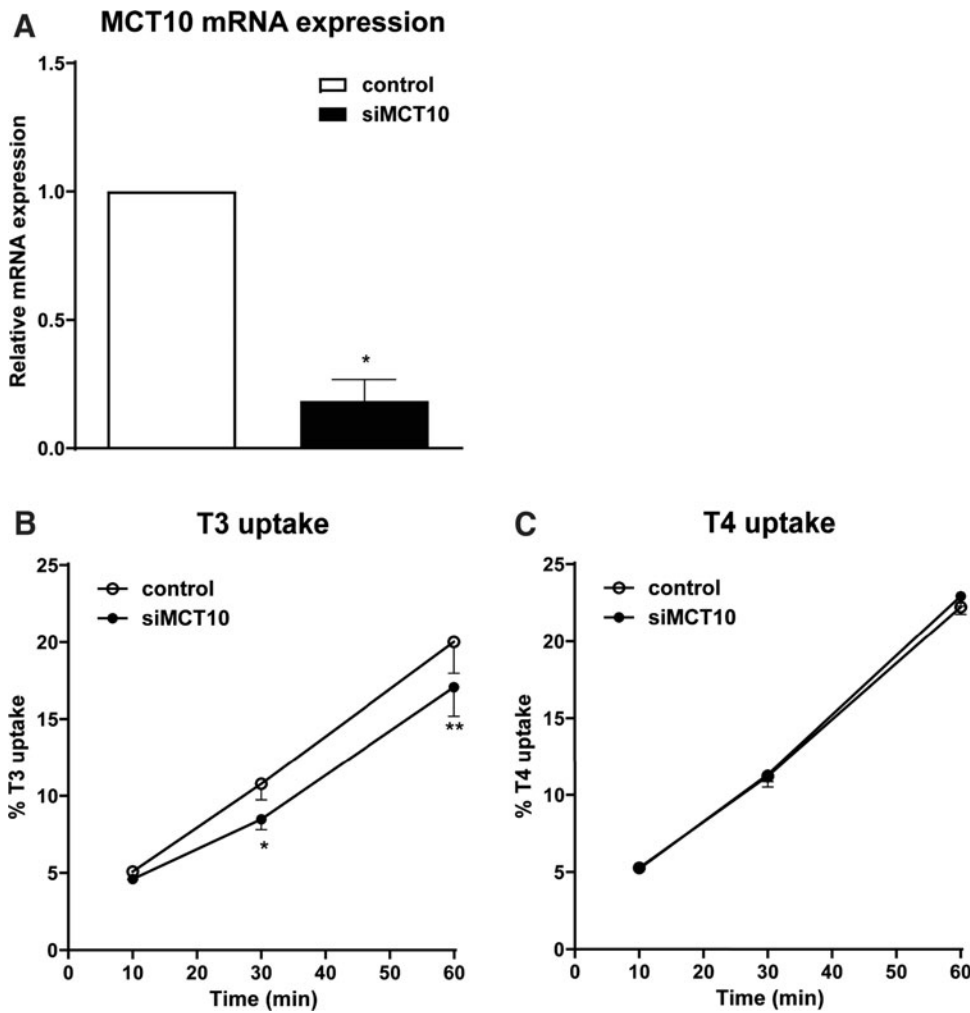 A MCT10 mRNA expression
Relative mRNA expression
1.5
1.0
0.5
0.0
control
siMCT10
*
B T3 uptake
% T3 uptake
25
20
15
10
5
0
control
siMCT10
*
**
0 10 20 30 40 50 60
Time (min)
C T4 uptake
% T4 uptake
25
20
15
10
5
0
control
siMCT10
0 10 20 30 40 50 60
Time (min)